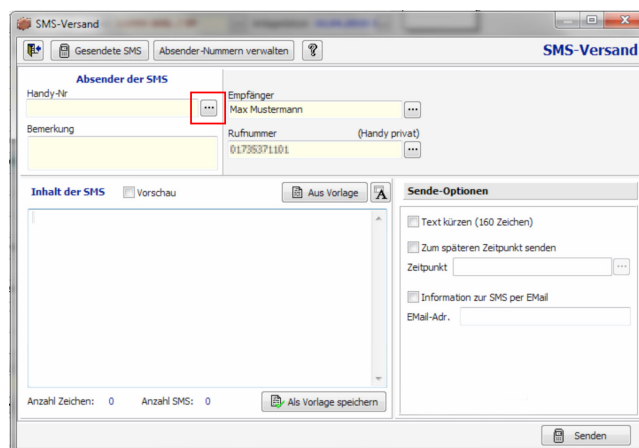 SMS-Versand
Gesendete SMS
Absender-Nummern verwalten
?
SMS-Versand
Absender der SMS
Handy-Nr
...
Empfänger
Max Mustermann
...
Bemerkung
Rufnummer (Handy privat)
...
Inhalt der SMS
Vorschau
Aus Vorlage
A
Sende-Optionen
Text kürzen (160 Zeichen)
Zum späteren Zeitpunkt senden
Zeitpunkt
...
Information zur SMS per EMail
EMail-Adr.
Anzahl Zeichen: 0
Anzahl SMS: 0
Als Vorlage speichern
Senden